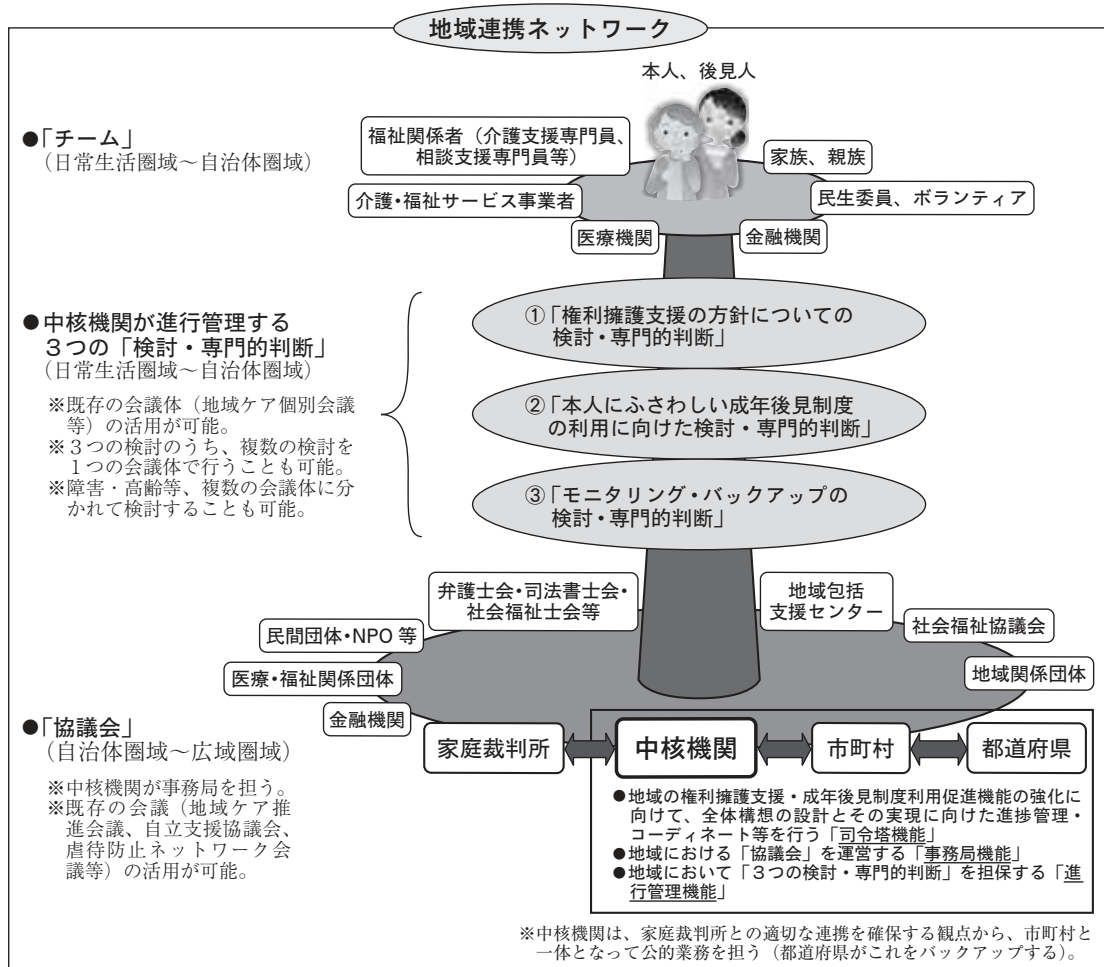 地域連携ネットワーク
本人、後見人
●「チーム」
（日常生活圏域～自治体圏域）
福祉関係者（介護支援専門員、
相談支援専門員等）
家族、親族
介護・福祉サービス事業者
民生委員、ボランティア
医療機関
金融機関
●中核機関が進行管理する
３つの「検討・専門的判断」
（日常生活圏域～自治体圏域）
※既存の会議体（地域ケア個別会議
等）の活用が可能。
※３つの検討のうち、複数の検討を
１つの会議体で行うことも可能。
※障害・高齢等、複数の会議体に分
かれて検討することも可能。
①「権利擁護支援の方針についての
検討・専門的判断」
②「本人にふさわしい成年後見制度
の利用に向けた検討・専門的判断」
③「モニタリング・バックアップの
検討・専門的判断」
弁護士会・司法書士会・
社会福祉士会等
地域包括
支援センター
民間団体・NPO 等
社会福祉協議会
医療・福祉関係団体
地域関係団体
金融機関
●「協議会」
（自治体圏域～広域圏域）
※中核機関が事務局を担う。
※既存の会議（地域ケア推
進会議、自立支援協議会、
虐待防止ネットワーク会
議等）の活用が可能。
家庭裁判所
中核機関
市町村
都道府県
●地域の権利擁護支援・成年後見制度利用促進機能の強化に
向けて、全体構想の設計とその実現に向けた進捗管理・
コーディネート等を行う「司令塔機能」
●地域における「協議会」を運営する「事務局機能」
●地域において「３つの検討・専門的判断」を担保する「進
行管理機能」
※中核機関は、家庭裁判所との適切な連携を確保する観点から、市町村と
一体となって公的業務を担う（都道府県がこれをバックアップする）。